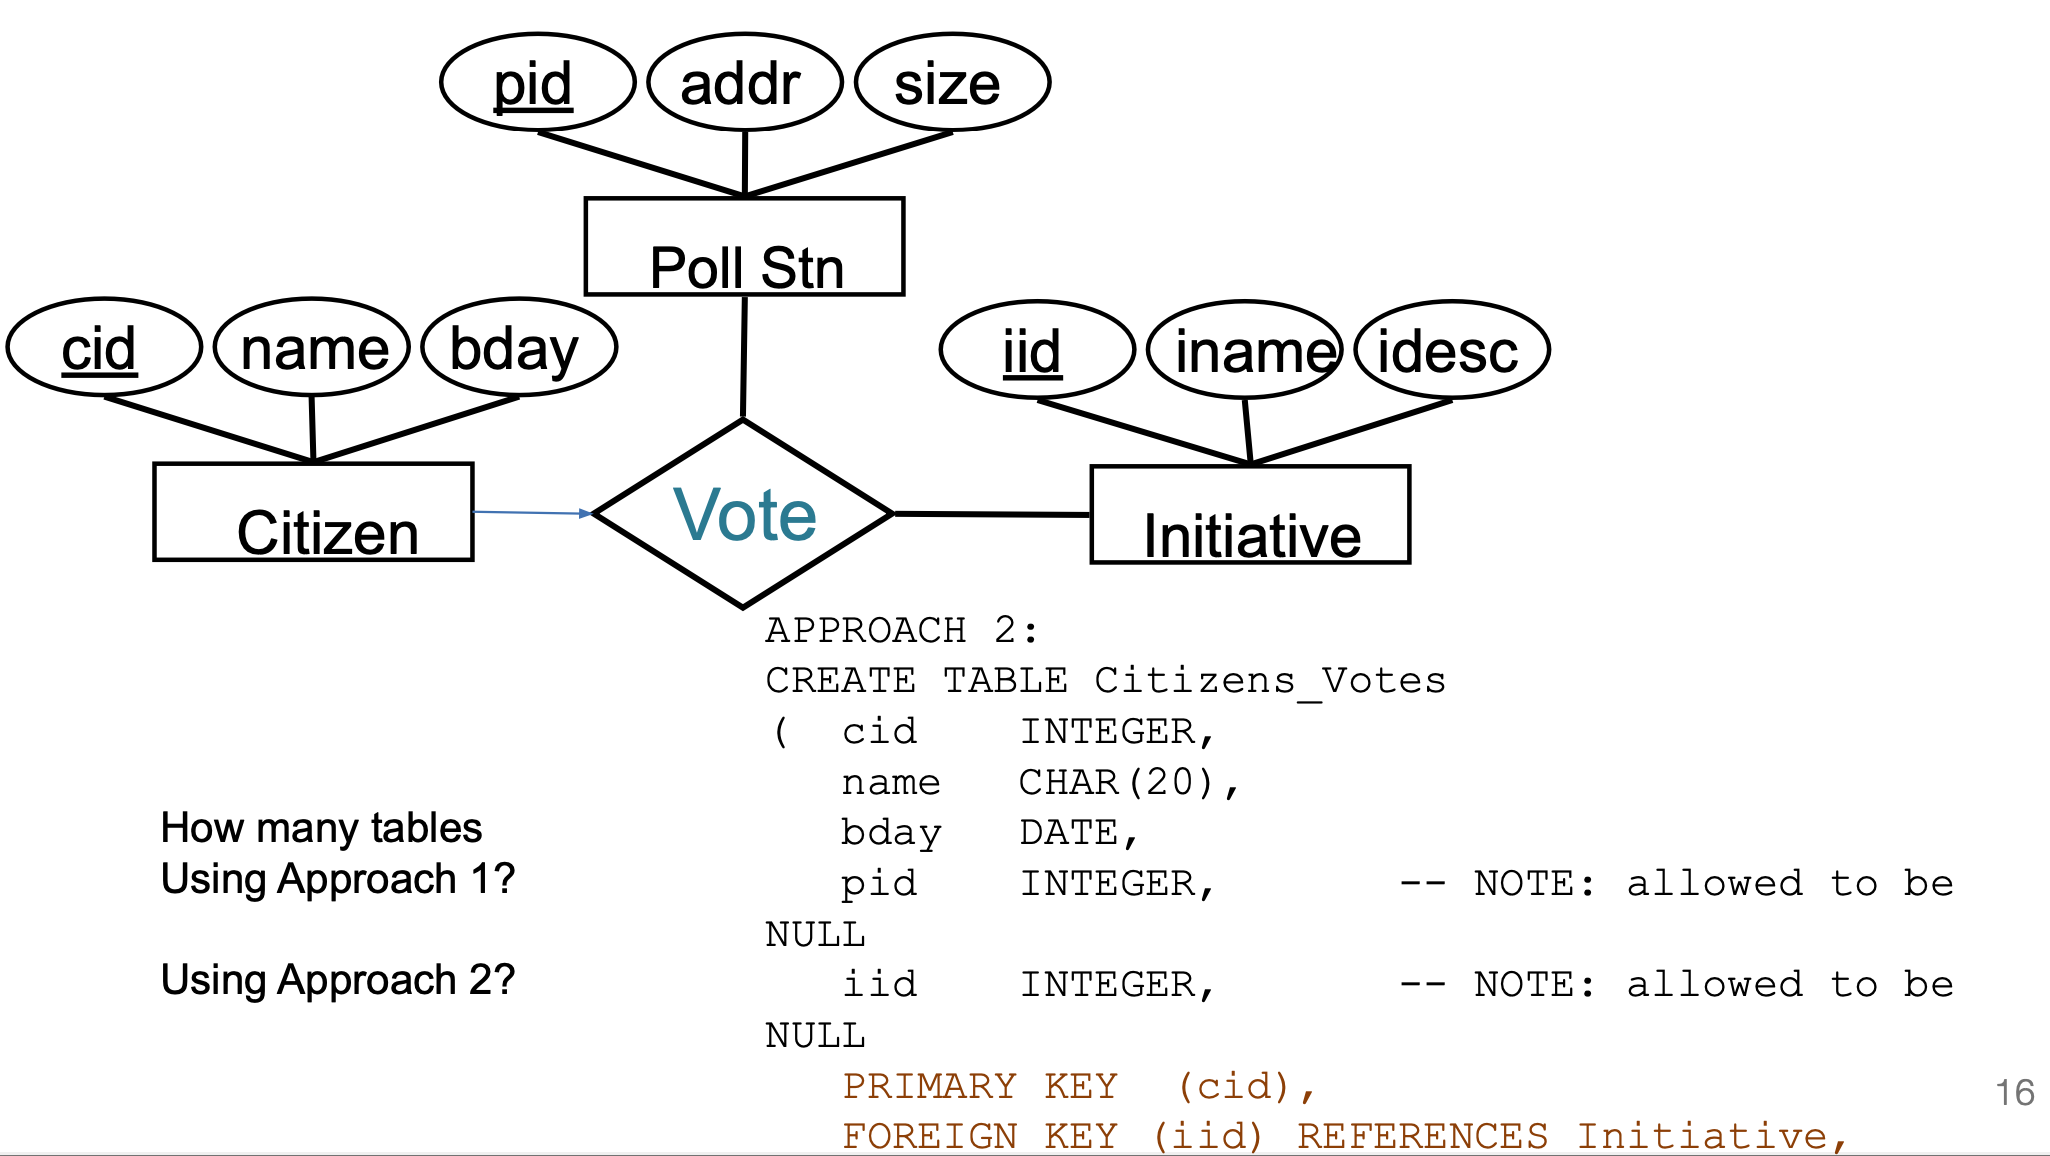 pid addr size
Poll Stn
cid name bday
iid iname idesc
Citizen
Vote
Initiative
APPROACH 2:
CREATE TABLE Citizens_Votes
( cid INTEGER,
name CHAR(20),
bday DATE,
pid INTEGER, -- NOTE: allowed to be
NULL
iid INTEGER, -- NOTE: allowed to be
NULL
PRIMARY KEY (cid),
FOREIGN KEY (iid) REFERENCES Initiative,
How many tables
Using Approach 1?
Using Approach 2?
16